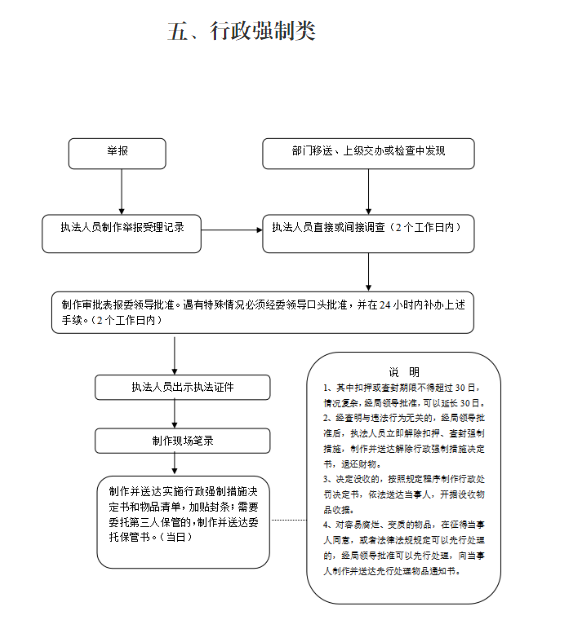 五、行政强制类
举报
部门移送、上级交办或检查中发现
执法人员制作举报受理记录
执法人员直接或间接调查（2个工作日内）
制作审批表报委领导批准。遇有特殊情况必须经委领导口头批准，并在24小时内补办上述
手续。（2个工作日内）
执法人员出示执法证件
制作现场笔录
制作并送达实施行政强制措施决
定书和物品清单，加贴封条；需要
委托第三人保管的，制作并送达委
托保管书。（当日）
说 明
1、其中扣押或查封期限不得超过30日，
情况复杂，经局领导批准，可以延长30日。
2、经查明与违法行为无关的，经局领导批
准后，执法人员立即解除扣押、查封强制
措施，制作并送达解除行政强制措施决定
书，退还财物。
3、决定没收的，按照规定程序制作行政处
罚决定书，依法送达当事人，开据没收物
品收据。
4、对容易腐烂、变质的物品，在征得当事
人同意，或者法律法规规定可以先行处理
的，经局领导批准可以先行处理，向当事
人制作并送达先行处理物品通知书。